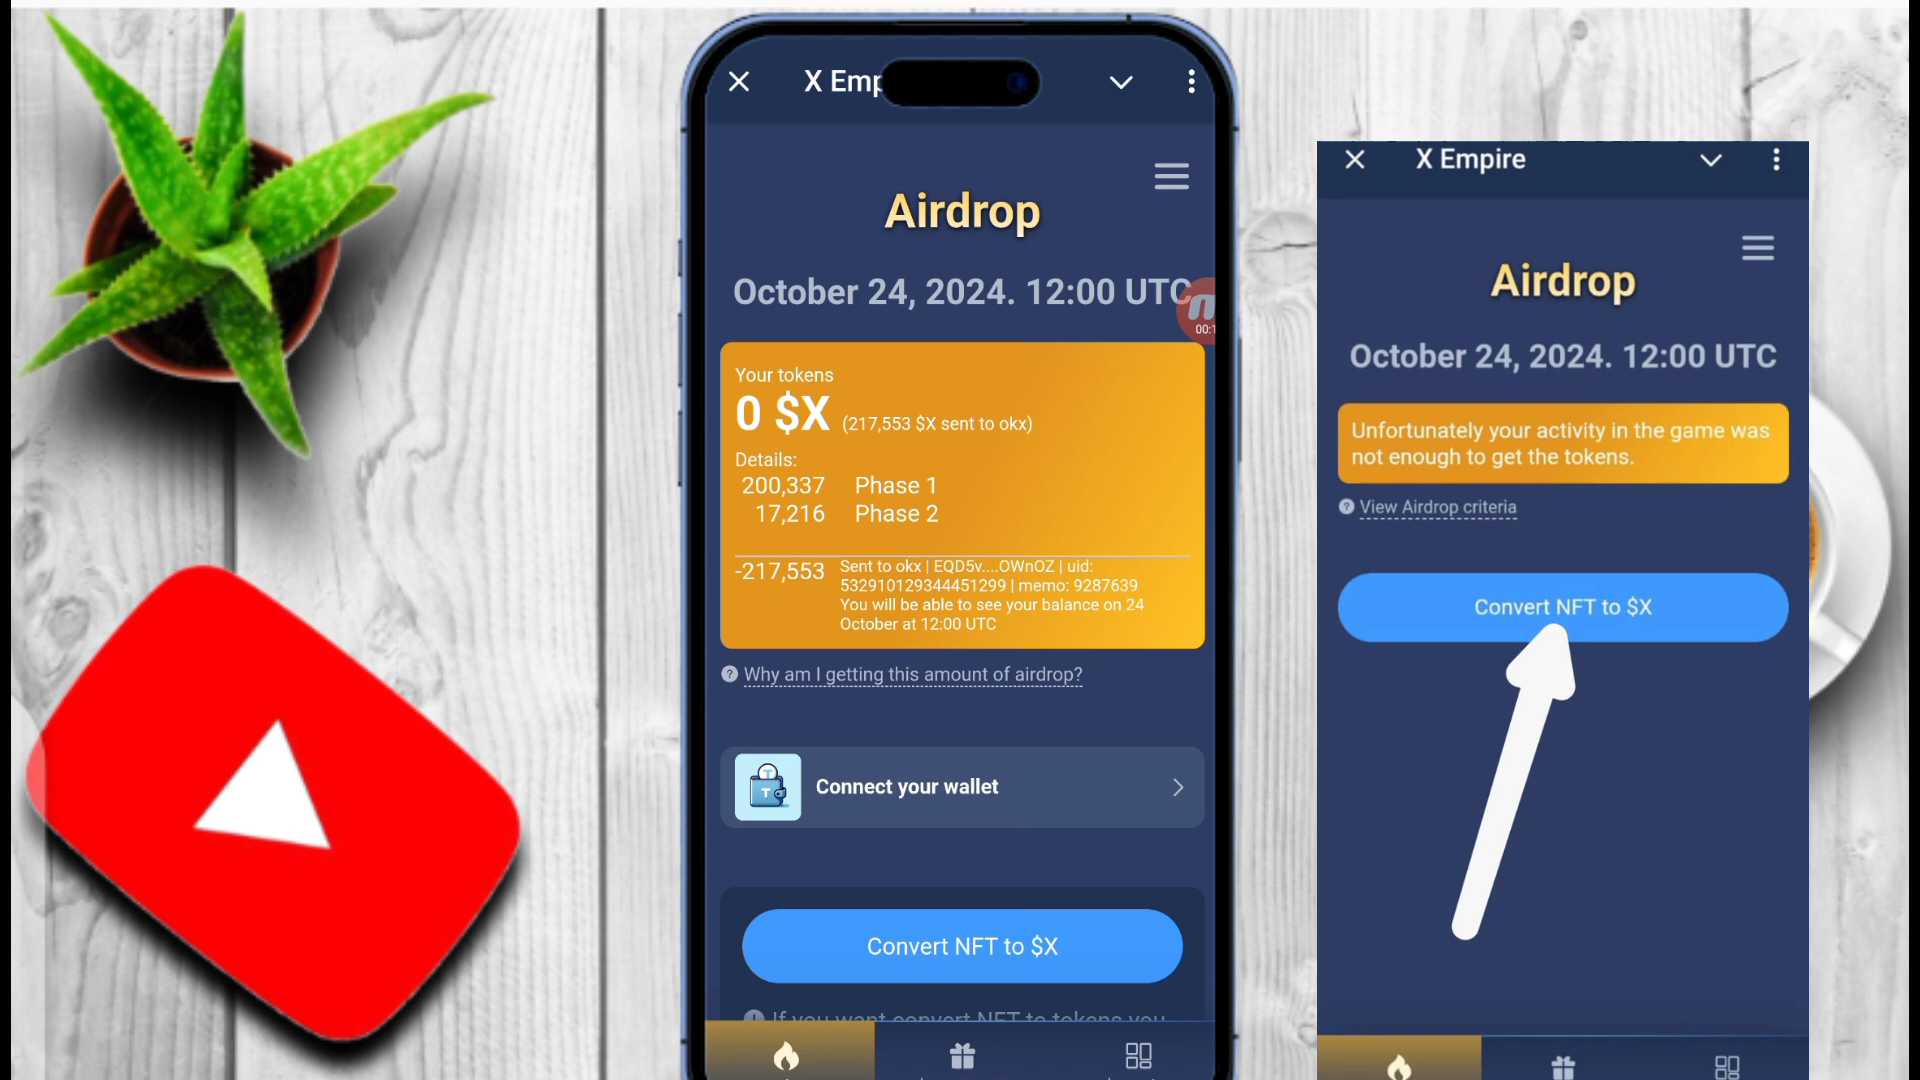 X Emp
Airdrop
October 24, 2024. 12:00 UTC
00:1
Your tokens
0 $X (217,553 $X sent to okx)
Details:
200,337 Phase 1
17,216 Phase 2
-217,553 Sent to okx | EQD5v....OWnOZ | uid:
532910129344451299 | memo: 9287639
You will be able to see your balance on 24
October at 12:00 UTC
Why am I getting this amount of airdrop?
Connect your wallet
Convert NFT to $X
If you want convert NFT to tokens you
X Empire
Airdrop
October 24, 2024. 12:00 UTC
Unfortunately your activity in the game was
not enough to get the tokens.
View Airdrop criteria
Convert NFT to $X